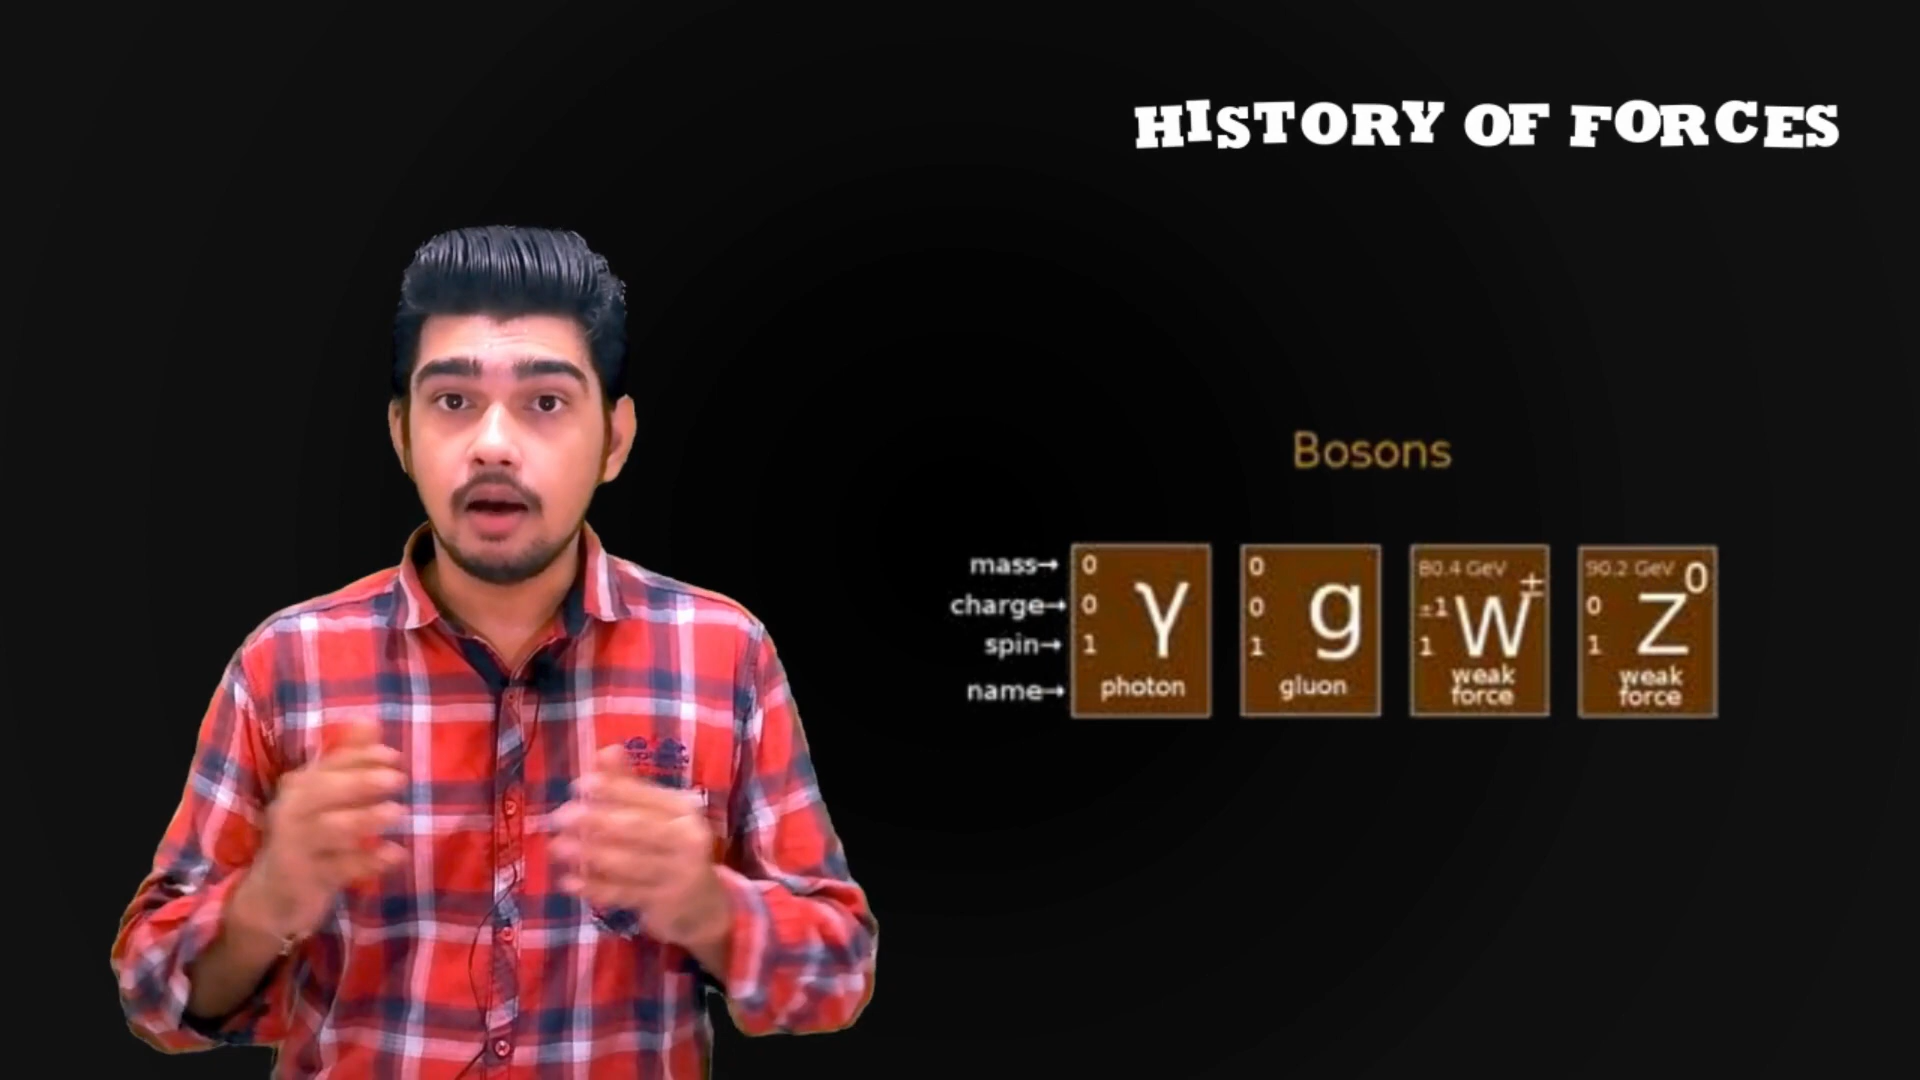 HISTORY OF FORCES
Bosons
mass→ 0 0 80.4 GeV 90.2 GeV
charge→ 0 0 ±1 0
spin→ 1 1 1 1
γ g W± Z0
name→ photon gluon weak force weak force